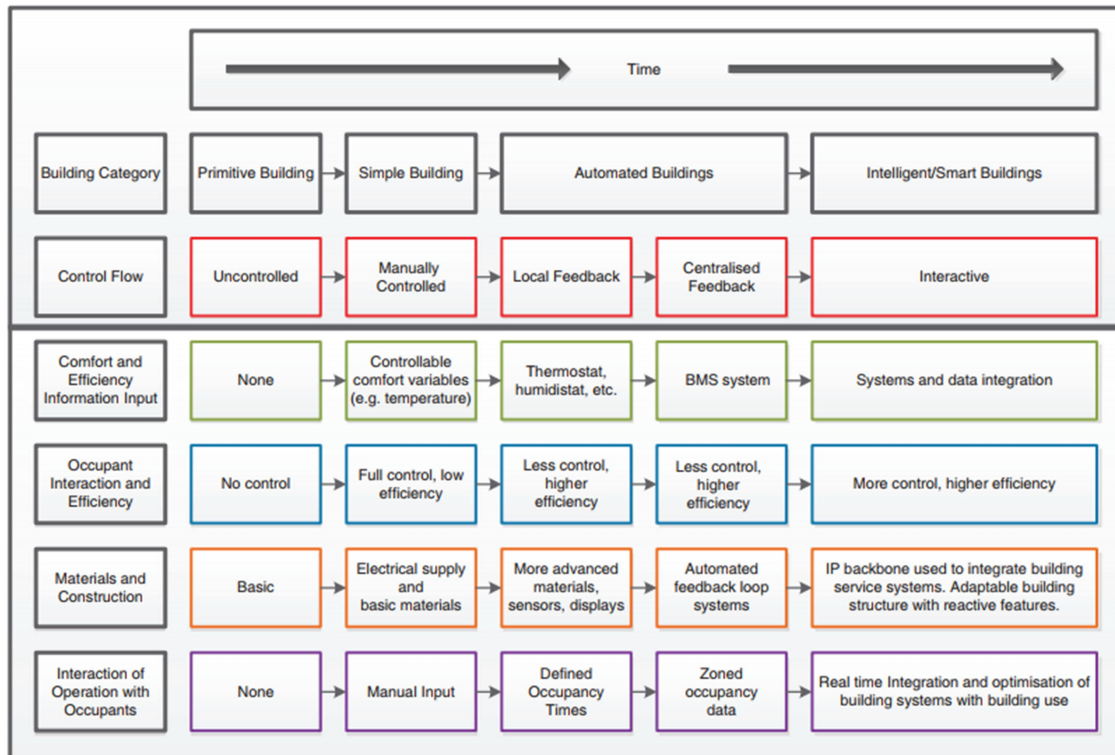 Time
Building Category
Primitive Building
Simple Building
Automated Buildings
Intelligent/Smart Buildings
Control Flow
Uncontrolled
Manually
Controlled
Local Feedback
Centralised
Feedback
Interactive
Comfort and
Efficiency
Information Input
None
Controllable
comfort variables
(e.g. temperature)
Thermostat,
humidistat, etc.
BMS system
Systems and data integration
Occupant
Interaction and
Efficiency
No control
Full control, low
efficiency
Less control,
higher
efficiency
Less control,
higher
efficiency
More control, higher efficiency
Materials and
Construction
Basic
Electrical supply
and
basic materials
More advanced
materials,
sensors, displays
Automated
feedback loop
systems
IP backbone used to integrate building
service systems. Adaptable building
structure with reactive features.
Interaction of
Operation with
Occupants
None
Manual Input
Defined
Occupancy
Times
Zoned
occupancy
data
Real time Integration and optimisation of
building systems with building use